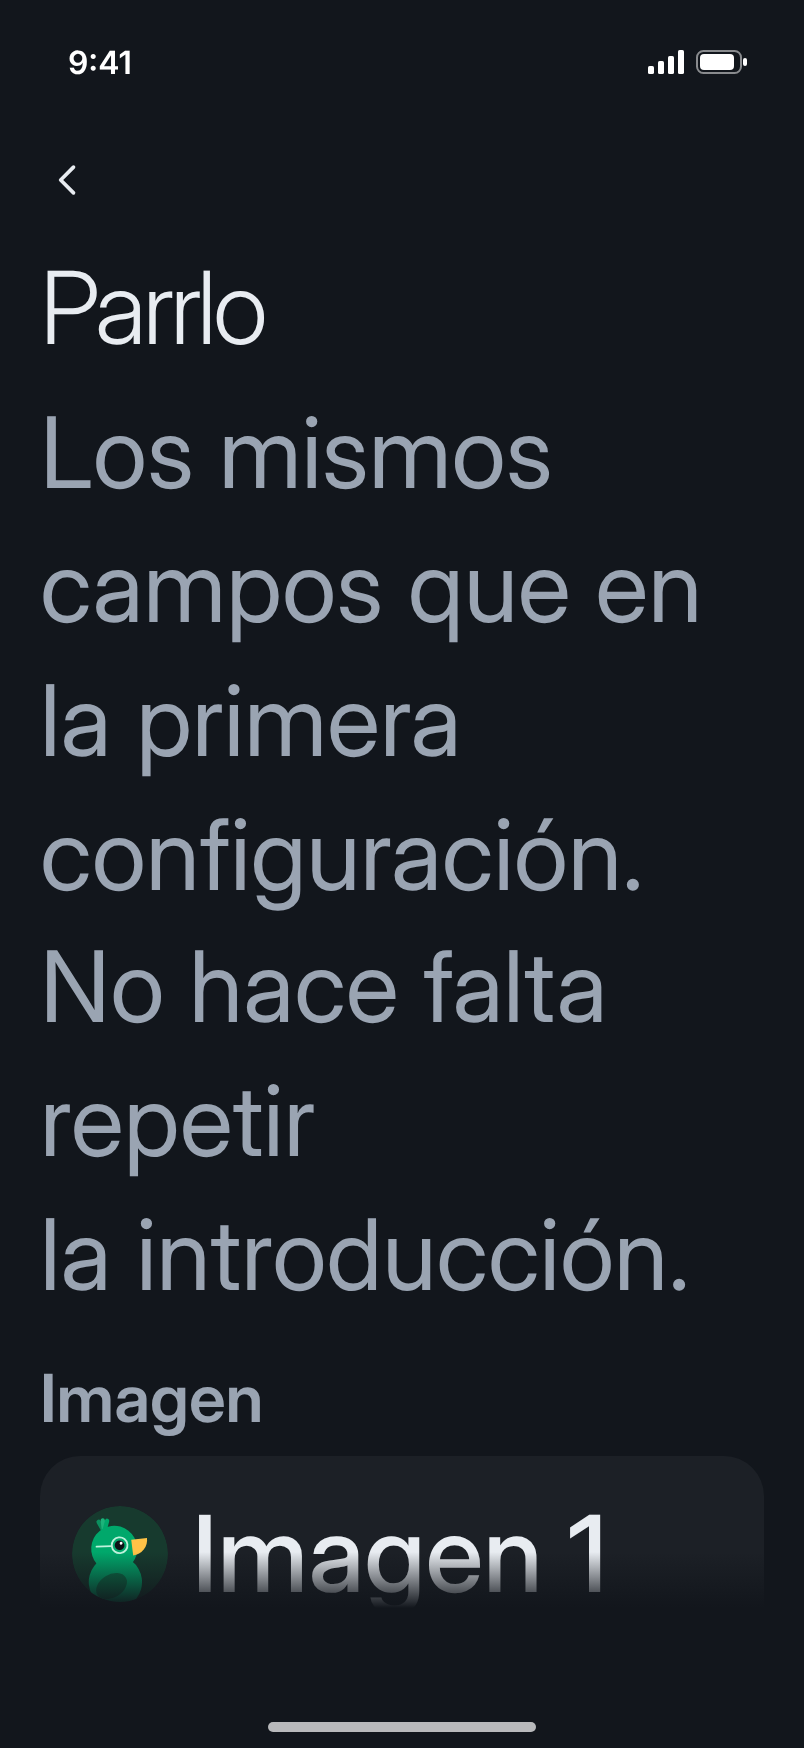 9:41
Parrlo
Los mismos
campos que en
la primera
configuración.
No hace falta
repetir
la introducción.
Imagen
Imagen 1